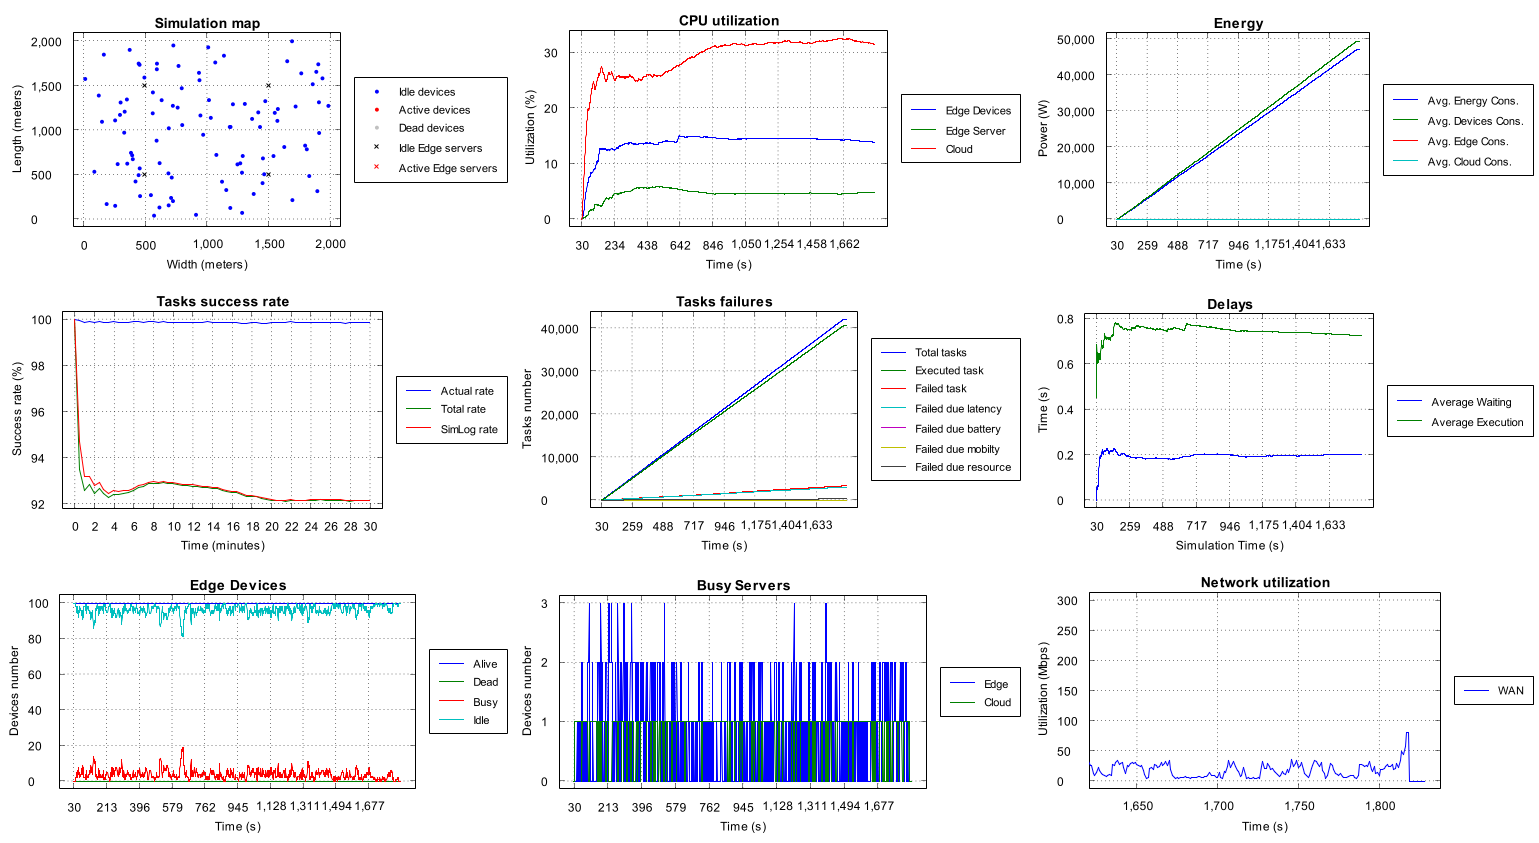 Simulation map
2,000
1,500
1,000
500
0
0 500 1,000 1,500 2,000
Width (meters)
Length (meters)
Idle devices
Active devices
Dead devices
Idle Edge servers
Active Edge servers
CPU utilization
30
20
10
0
30 234 438 642 846 1,050 1,254 1,458 1,662
Time (s)
Utilization (%)
Edge Devices
Edge Server
Cloud
Energy
50,000
40,000
30,000
20,000
10,000
0
30 259 488 717 946 1,175 1,404 1,633
Time (s)
Power (W)
Avg. Energy Cons.
Avg. Devices Cons.
Avg. Edge Cons.
Avg. Cloud Cons.
Tasks success rate
100
98
96
94
92
0 2 4 6 8 10 12 14 16 18 20 22 24 26 28 30
Time (minutes)
Success rate (%)
Actual rate
Total rate
SimLog rate
Tasks failures
40,000
30,000
20,000
10,000
0
30 259 488 717 946 1,175 1,404 1,633
Time (s)
Tasks number
Total tasks
Executed task
Failed task
Failed due latency
Failed due battery
Failed due mobilty
Failed due resource
Delays
0.8
0.6
0.4
0.2
0
30 259 488 717 946 1,175 1,404 1,633
Simulation Time (s)
Time (s)
Average Waiting
Average Execution
Edge Devices
100
80
60
40
20
0
30 213 396 579 762 945 1,128 1,311 1,494 1,677
Time (s)
Devices number
Alive
Dead
Busy
Idle
Busy Servers
3
2
1
0
30 213 396 579 762 945 1,128 1,311 1,494 1,677
Time (s)
Devices number
Edge
Cloud
Network utilization
300
250
200
150
100
50
0
1,650 1,700 1,750 1,800
Time (s)
Utilization (Mbps)
WAN